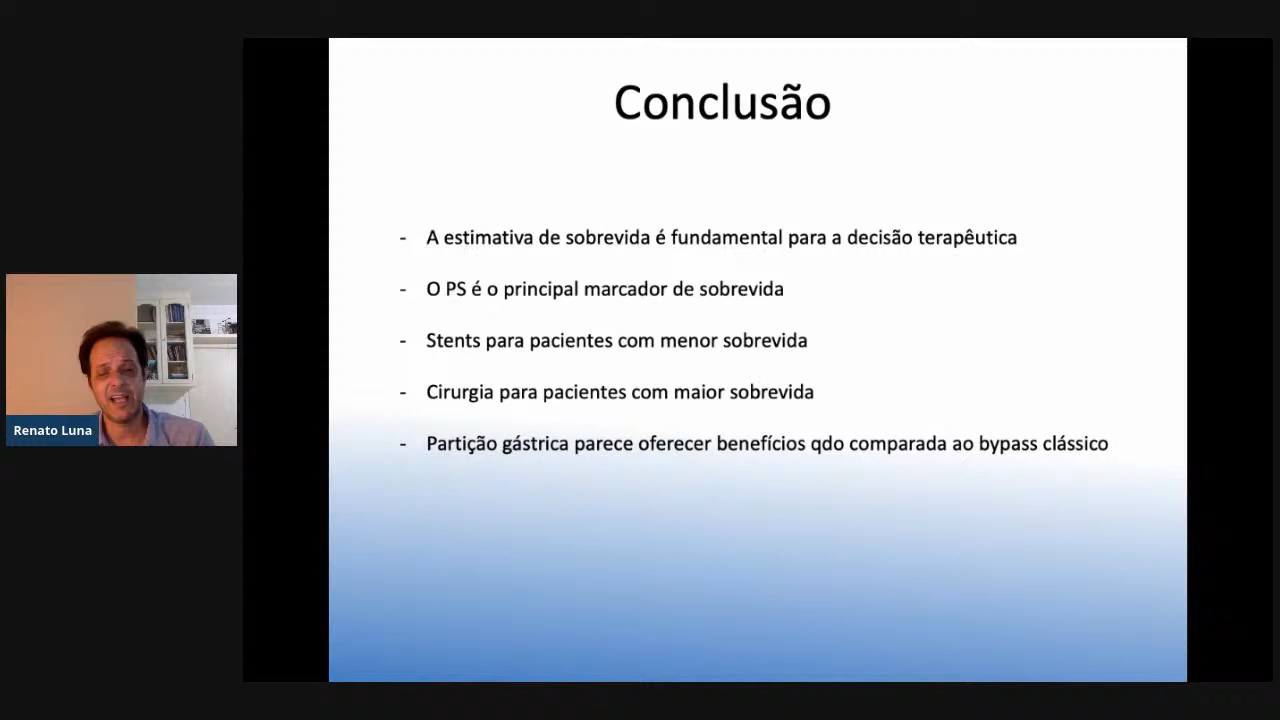 Conclusão
- A estimativa de sobrevida é fundamental para a decisão terapêutica
- O PS é o principal marcador de sobrevida
- Stents para pacientes com menor sobrevida
- Cirurgia para pacientes com maior sobrevida
- Partição gástrica parece oferecer benefícios qdo comparada ao bypass clássico
Renato Luna